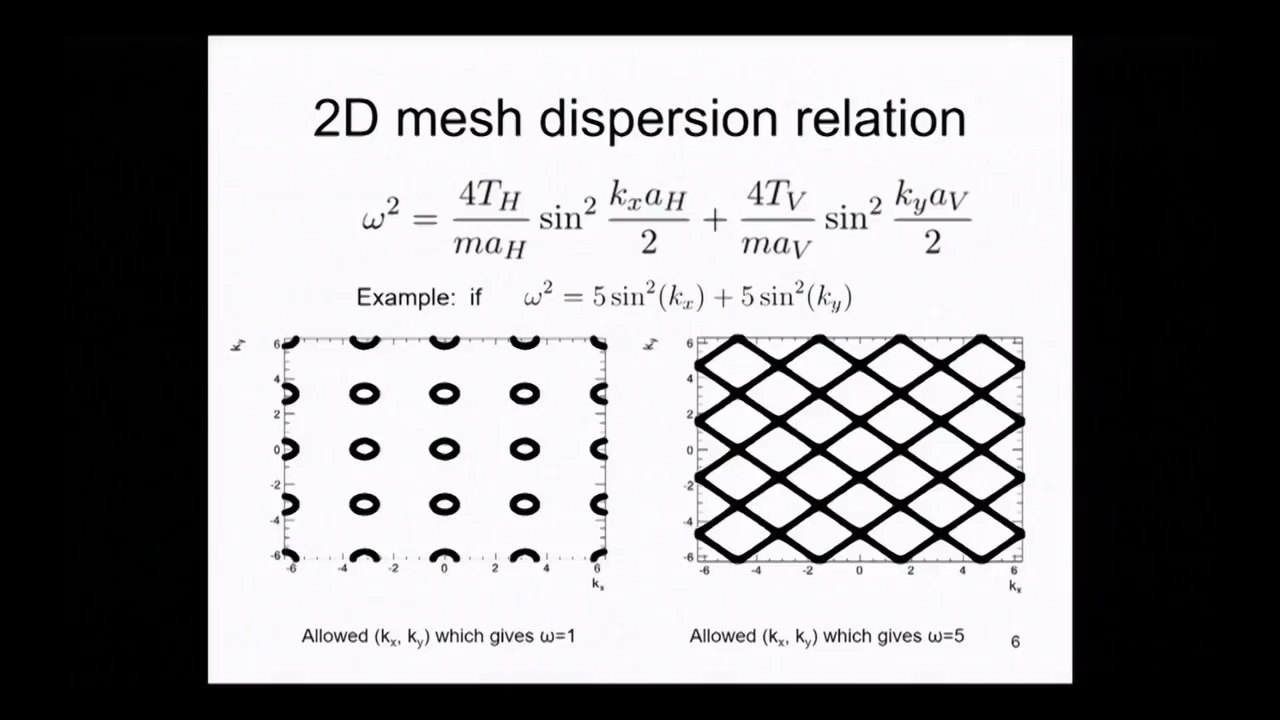 2D mesh dispersion relation
ω² = 4T_H/ma_H sin² k_x a_H/2 + 4T_V/ma_V sin² k_y a_V/2
Example: if ω² = 5 sin²(k_x) + 5 sin²(k_y)
k_y
6
4
2
0
-2
-4
-6
-6 -4 -2 0 2 4 6
k_x
k_y
6
4
2
0
-2
-4
-6
-6 -4 -2 0 2 4 6
k_x
Allowed (k_x, k_y) which gives ω=1
Allowed (k_x, k_y) which gives ω=5
6